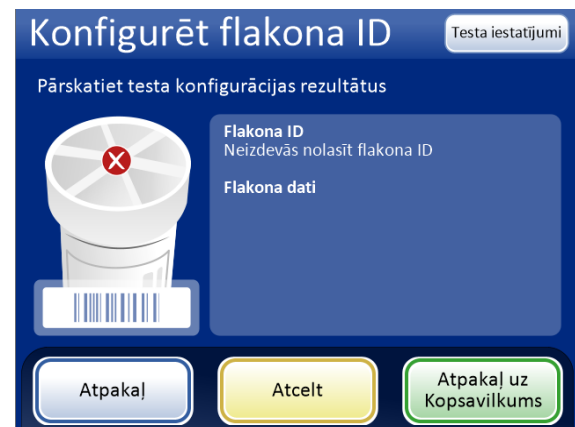 Konfigurēt flakona ID
Testa iestatījumi
Pārskatiet testa konfigurācijas rezultātus
Flakona ID
Neizdevās nolasīt flakona ID
Flakona dati
Atpakaļ
Atcelt
Atpakaļ uz
Kopsavilkums